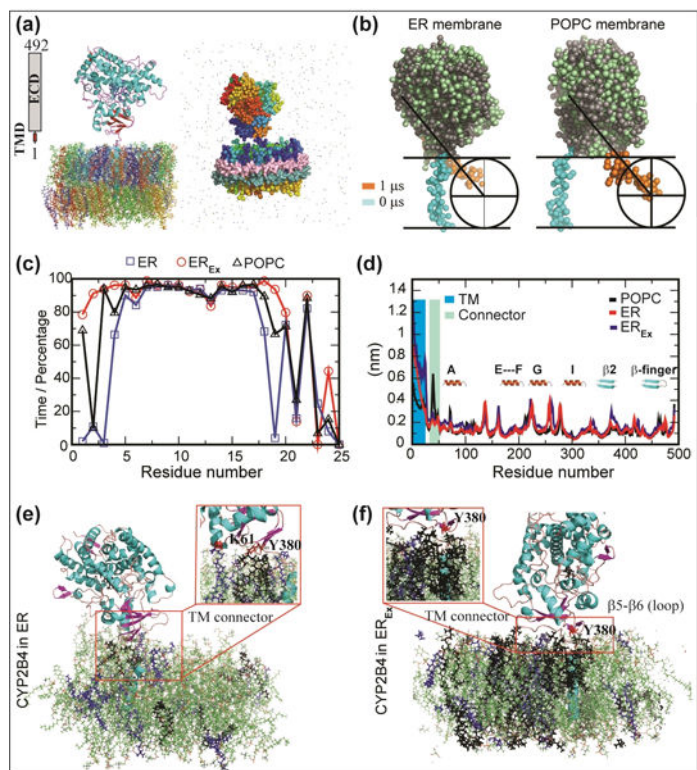 (a)
492
ECD
TMD
1
(b)
ER membrane
POPC membrane
1 μs
0 μs
(c)
ER
ER_Ex
POPC
100
80
60
40
20
0
Time / Percentage
0
5
10
15
20
25
Residue number
(d)
TM
Connector
POPC
ER
ER_Ex
1.4
1.2
1
0.8
0.6
0.4
0.2
0
(nm)
A
E---F
G
I
β2
β-finger
0
100
200
300
400
500
Residue number
(e)
K61
Y380
TM connector
CYP2B4 in ER
(f)
Y380
β5-β6 (loop)
TM connector
Y380
CYP2B4 in ER_Ex